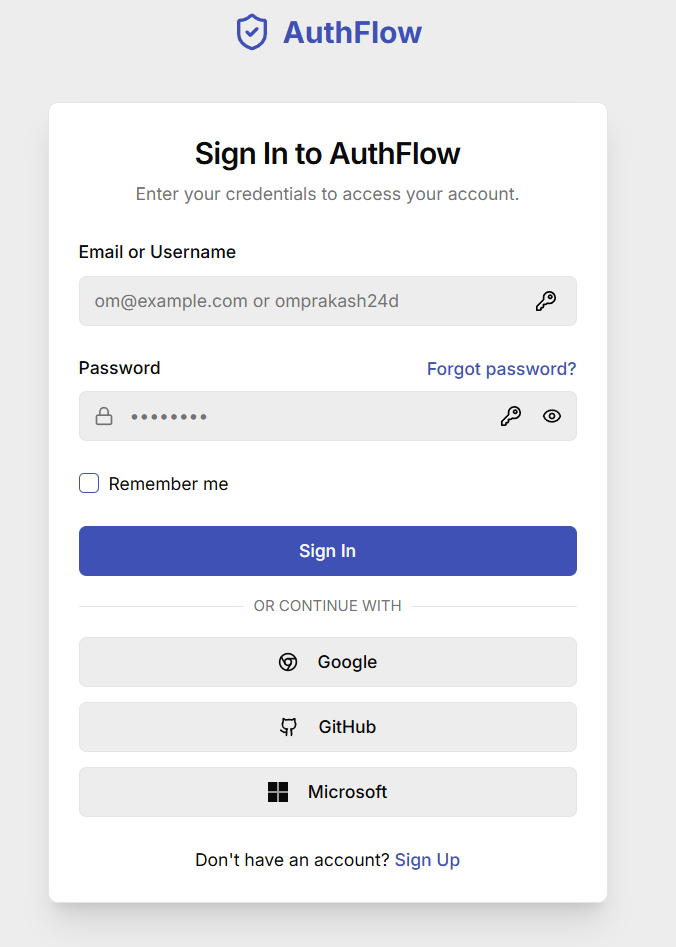 AuthFlow
Sign In to AuthFlow
Enter your credentials to access your account.
Email or Username
om@example.com or omprakash24d
Password Forgot password?
••••••••
Remember me
Sign In
OR CONTINUE WITH
Google
GitHub
Microsoft
Don't have an account? Sign Up